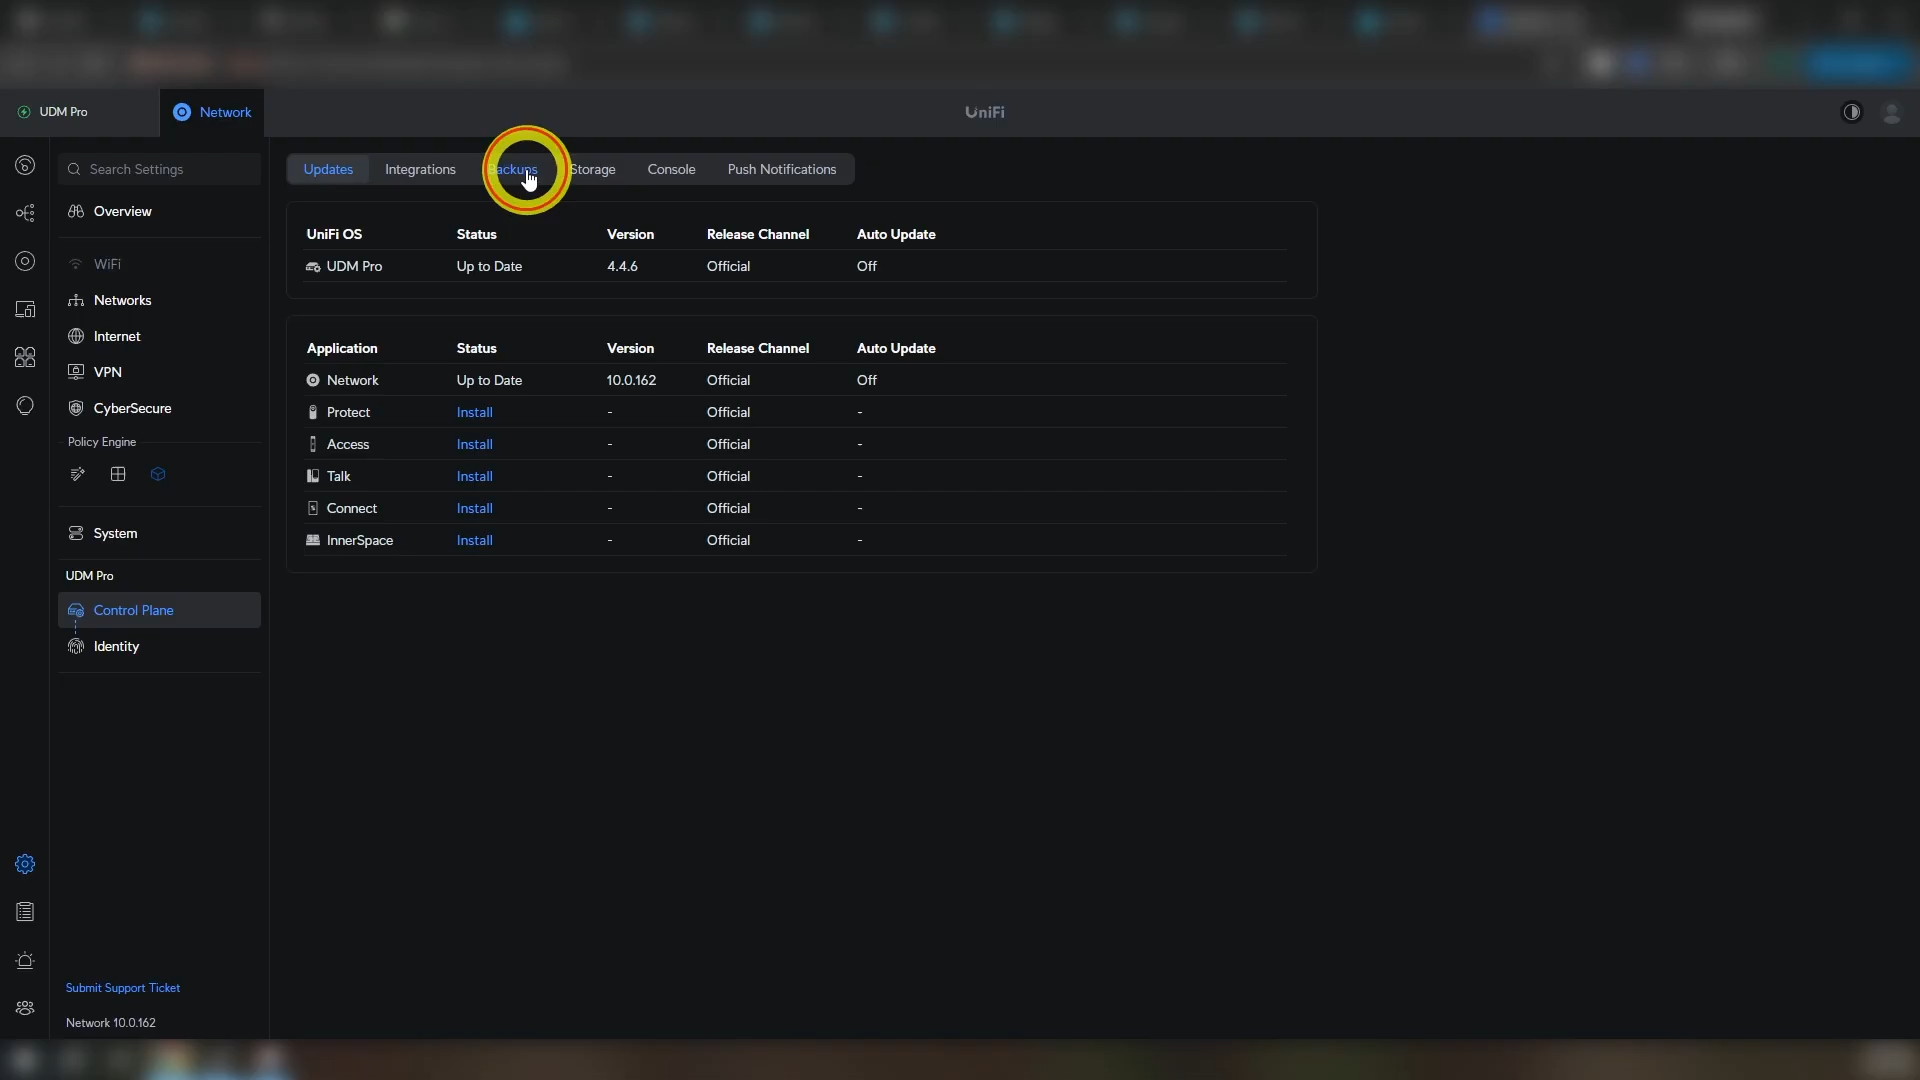 UDM Pro
Network
UniFi
Search Settings
Updates Integrations Backups Storage Console Push Notifications
Overview
WiFi
Networks
Internet
VPN
CyberSecure
Policy Engine
System
UDM Pro
Control Plane
Identity
Submit Support Ticket
Network 10.0.162
UniFi OS Status Version Release Channel Auto Update
UDM Pro Up to Date 4.4.6 Official Off
Application Status Version Release Channel Auto Update
Network Up to Date 10.0.162 Official Off
Protect Install - Official -
Access Install - Official -
Talk Install - Official -
Connect Install - Official -
InnerSpace Install - Official -